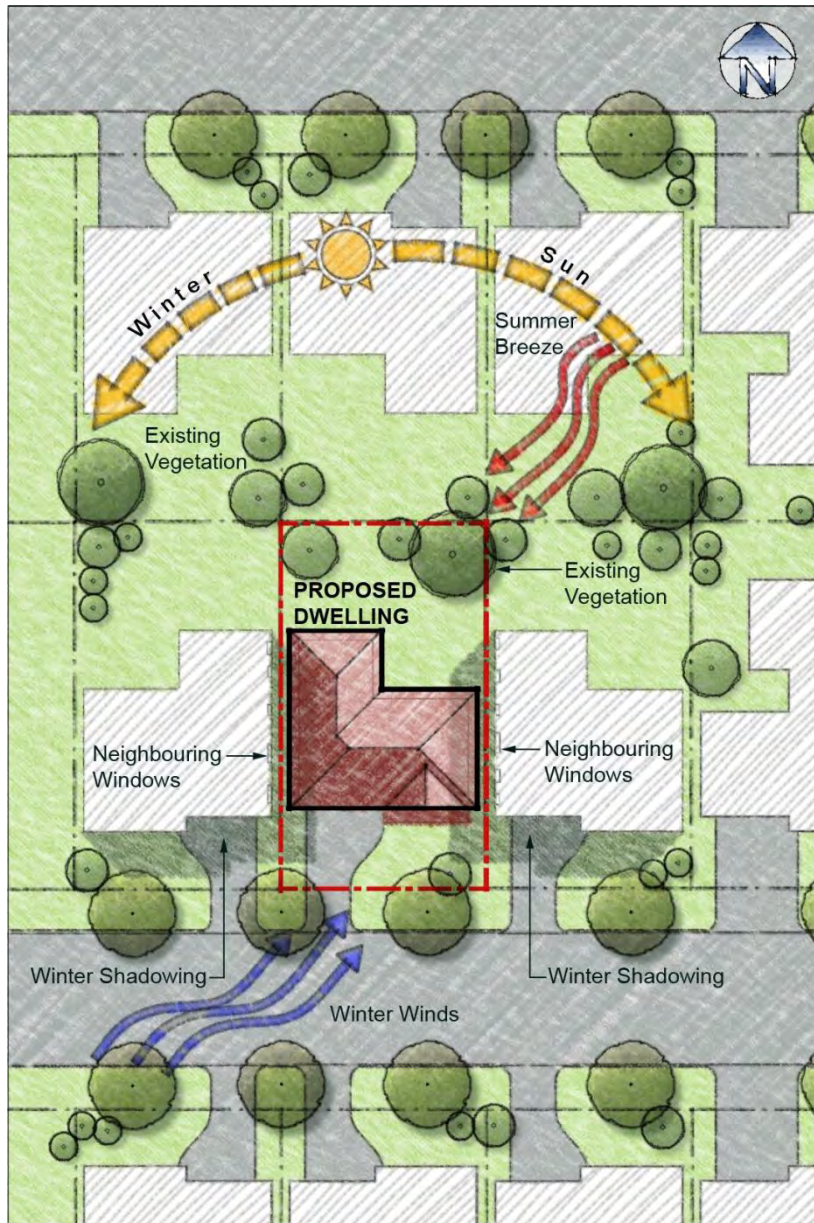 N
Winter
Sun
Summer
Breeze
Existing
Vegetation
Existing
Vegetation
PROPOSED
DWELLING
Neighbouring
Windows
Neighbouring
Windows
Winter Shadowing
Winter Shadowing
Winter Winds